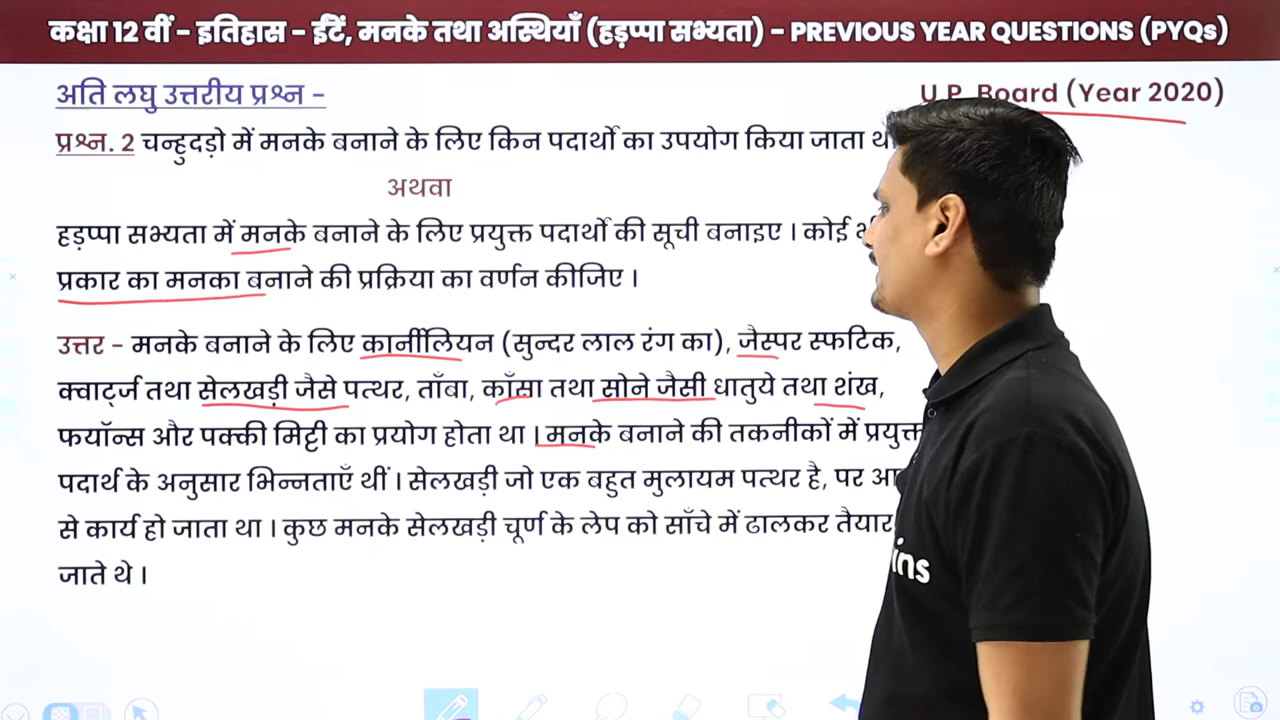 कक्षा 12 वीं - इतिहास - ईंटें, मनके तथा अस्थियाँ (हड़प्पा सभ्यता) - PREVIOUS YEAR QUESTIONS (PYQs)
अति लघु उत्तरीय प्रश्न - U.P. Board (Year 2020)
प्रश्न. 2 चन्हुदड़ो में मनके बनाने के लिए किन पदार्थो का उपयोग किया जाता
अथवा
हड़प्पा सभ्यता में मनके बनाने के लिए प्रयुक्त पदार्थों की सूची बनाइए । कोई
प्रकार का मनका बनाने की प्रक्रिया का वर्णन कीजिए ।
उत्तर - मनके बनाने के लिए कार्नीलियन (सुन्दर लाल रंग का), जैस्पर स्फटिक,
क्वाट्र्ज तथा सेलखड़ी जैसे पत्थर, ताँबा, काँसा तथा सोने जैसी धातुये तथा शंख,
फयॉन्स और पक्की मिट्टी का प्रयोग होता था । मनके बनाने की तकनीकों में प्रयुक्त
पदार्थ के अनुसार भिन्नताएँ थीं । सेलखड़ी जो एक बहुत मुलायम पत्थर है, पर
से कार्य हो जाता था । कुछ मनके सेलखड़ी चूर्ण के लेप को साँचे में ढालकर तैयार
जाते थे ।
ins